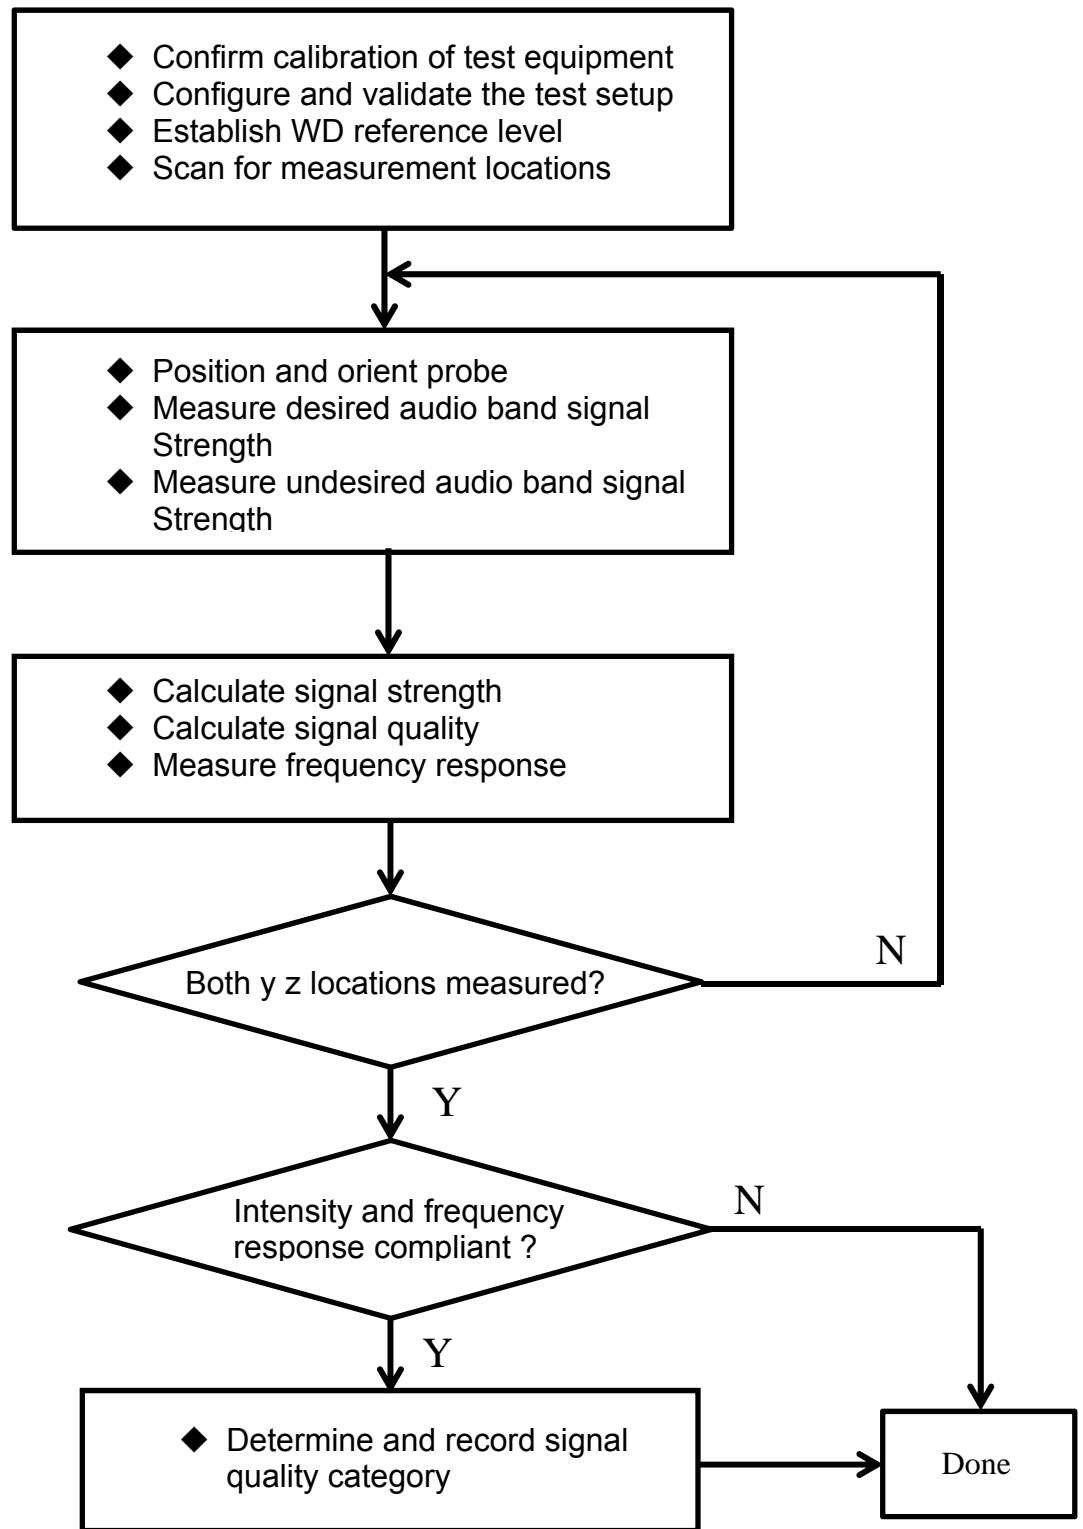 ◆ Confirm calibration of test equipment
◆ Configure and validate the test setup
◆ Establish WD reference level
◆ Scan for measurement locations
◆ Position and orient probe
◆ Measure desired audio band signal
Strength
◆ Measure undesired audio band signal
Strength
◆ Calculate signal strength
◆ Calculate signal quality
◆ Measure frequency response
Both y z locations measured?
N
Y
Intensity and frequency
response compliant ?
N
Y
◆ Determine and record signal
quality category
Done